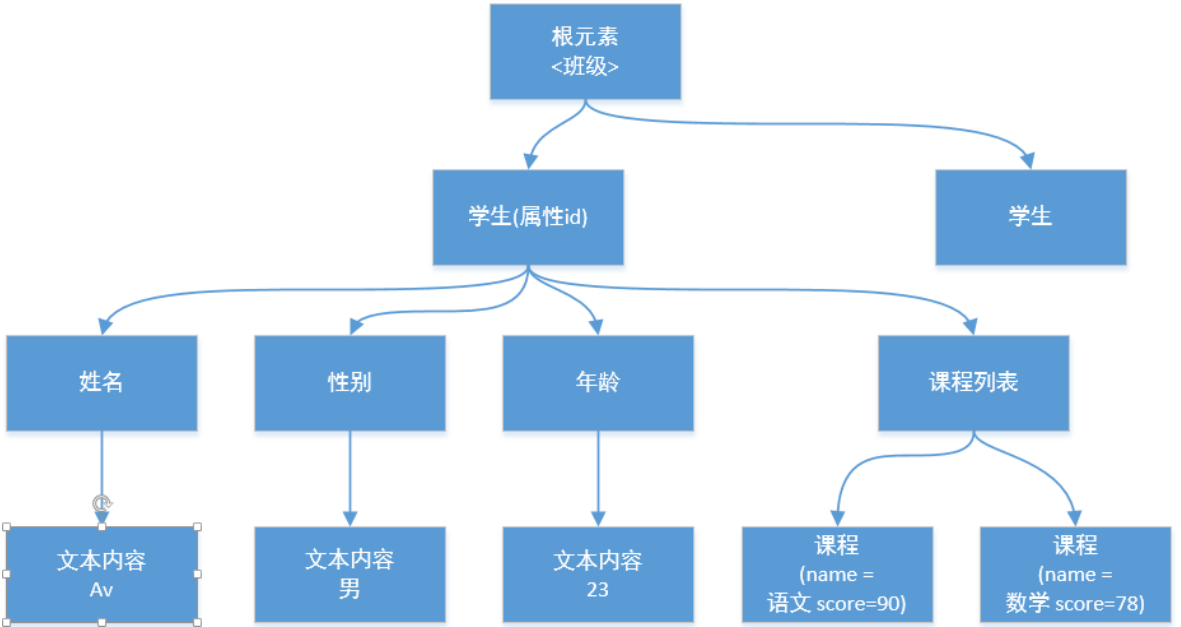 根元素
<班级>
学生(属性id)
学生
姓名
性别
年龄
课程列表
文本内容
Av
文本内容
男
文本内容
23
课程
(name =
语文 score=90)
课程
(name =
数学 score=78)